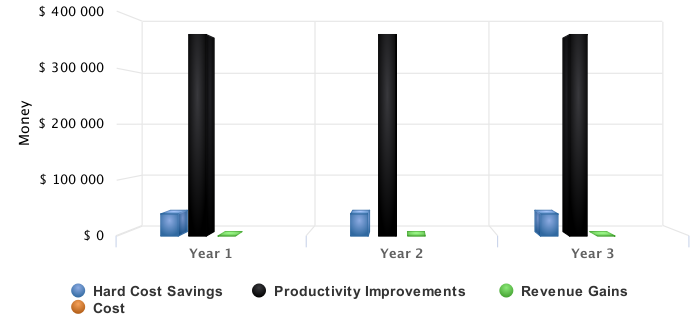 $ 400 000
$ 300 000
$ 200 000
$ 100 000
$ 0
Money
Year 1 Year 2 Year 3
Hard Cost Savings Productivity Improvements Revenue Gains
Cost